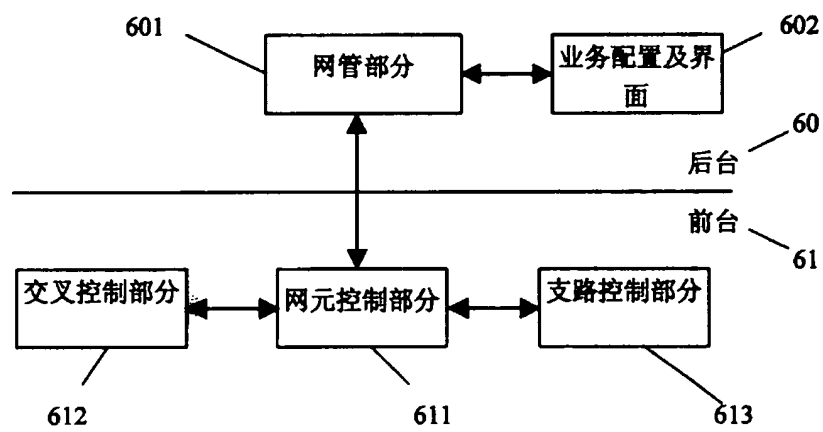 601
602
网管部分
业务配置及界
面
60
后台
前台
61
交叉控制部分
网元控制部分
支路控制部分
612
611
613